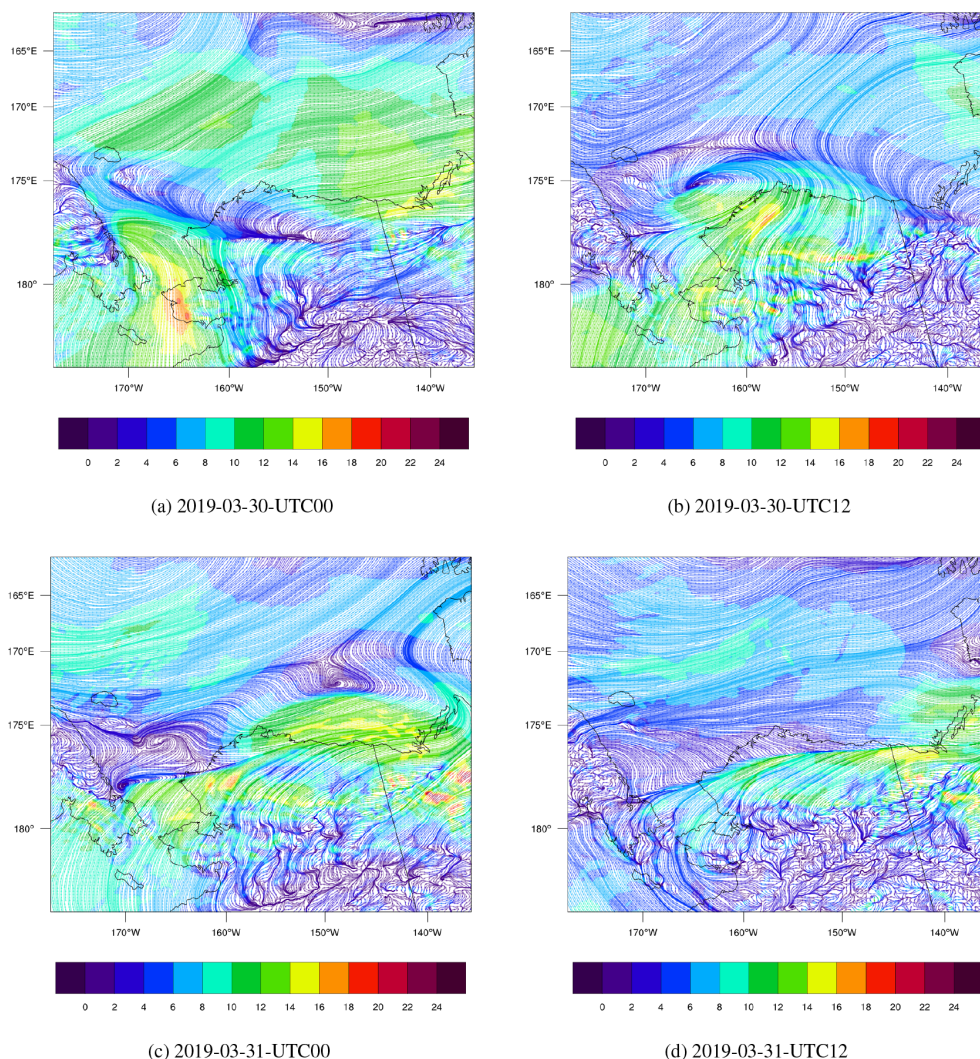 165°E
170°E
175°E
180°
170°W 160°W 150°W 140°W
0 2 4 6 8 10 12 14 16 18 20 22 24
(a) 2019-03-30-UTC00
165°E
170°E
175°E
180°
170°W 160°W 150°W 140°W
0 2 4 6 8 10 12 14 16 18 20 22 24
(b) 2019-03-30-UTC12
165°E
170°E
175°E
180°
170°W 160°W 150°W 140°W
0 2 4 6 8 10 12 14 16 18 20 22 24
(c) 2019-03-31-UTC00
165°E
170°E
175°E
180°
170°W 160°W 150°W 140°W
0 2 4 6 8 10 12 14 16 18 20 22 24
(d) 2019-03-31-UTC12